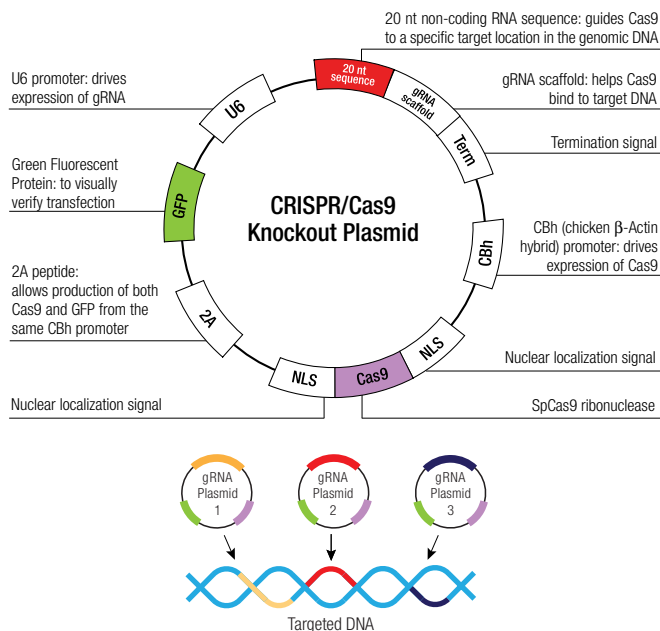 20 nt non-coding RNA sequence: guides Cas9
to a specific target location in the genomic DNA
U6 promoter: drives
expression of gRNA
20 nt
sequence
gRNA
scaffold
gRNA scaffold: helps Cas9
bind to target DNA
U6
Term
Termination signal
Green Fluorescent
Protein: to visually
verify transfection
GFP
CRISPR/Cas9
Knockout Plasmid
CBh
CBh (chicken β-Actin
hybrid) promoter: drives
expression of Cas9
2A peptide:
allows production of both
Cas9 and GFP from the
same CBh promoter
2A
NLS
Cas9
NLS
Nuclear localization signal
Nuclear localization signal
SpCas9 ribonuclease
gRNA
Plasmid
1
gRNA
Plasmid
2
gRNA
Plasmid
3
Targeted DNA